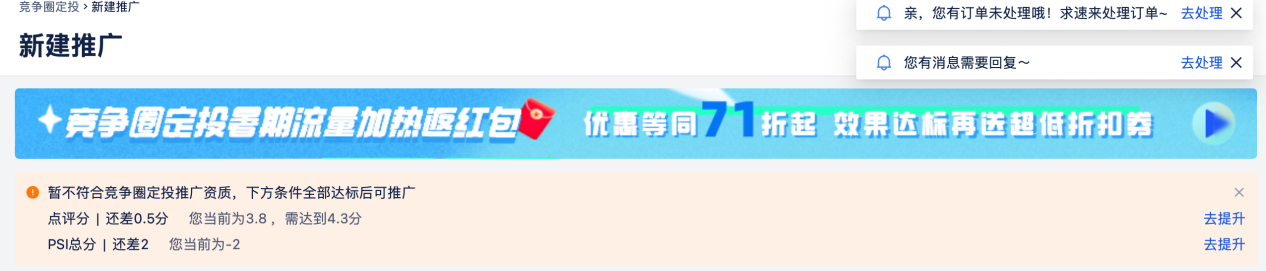 竞争圈定投 > 新建推广
新建推广
亲，您有订单未处理哦！求速来处理订单~ 去处理
您有消息需要回复～ 去处理
竞争圈定投暑期流量加热返红包 优惠等同71折起 效果达标再送超低折扣券
暂不符合竞争圈定投推广资质，下方条件全部达标后可推广
点评分 | 还差0.5分 您当前为3.8 ，需达到4.3分 去提升
PSI总分 | 还差2 您当前为-2 去提升